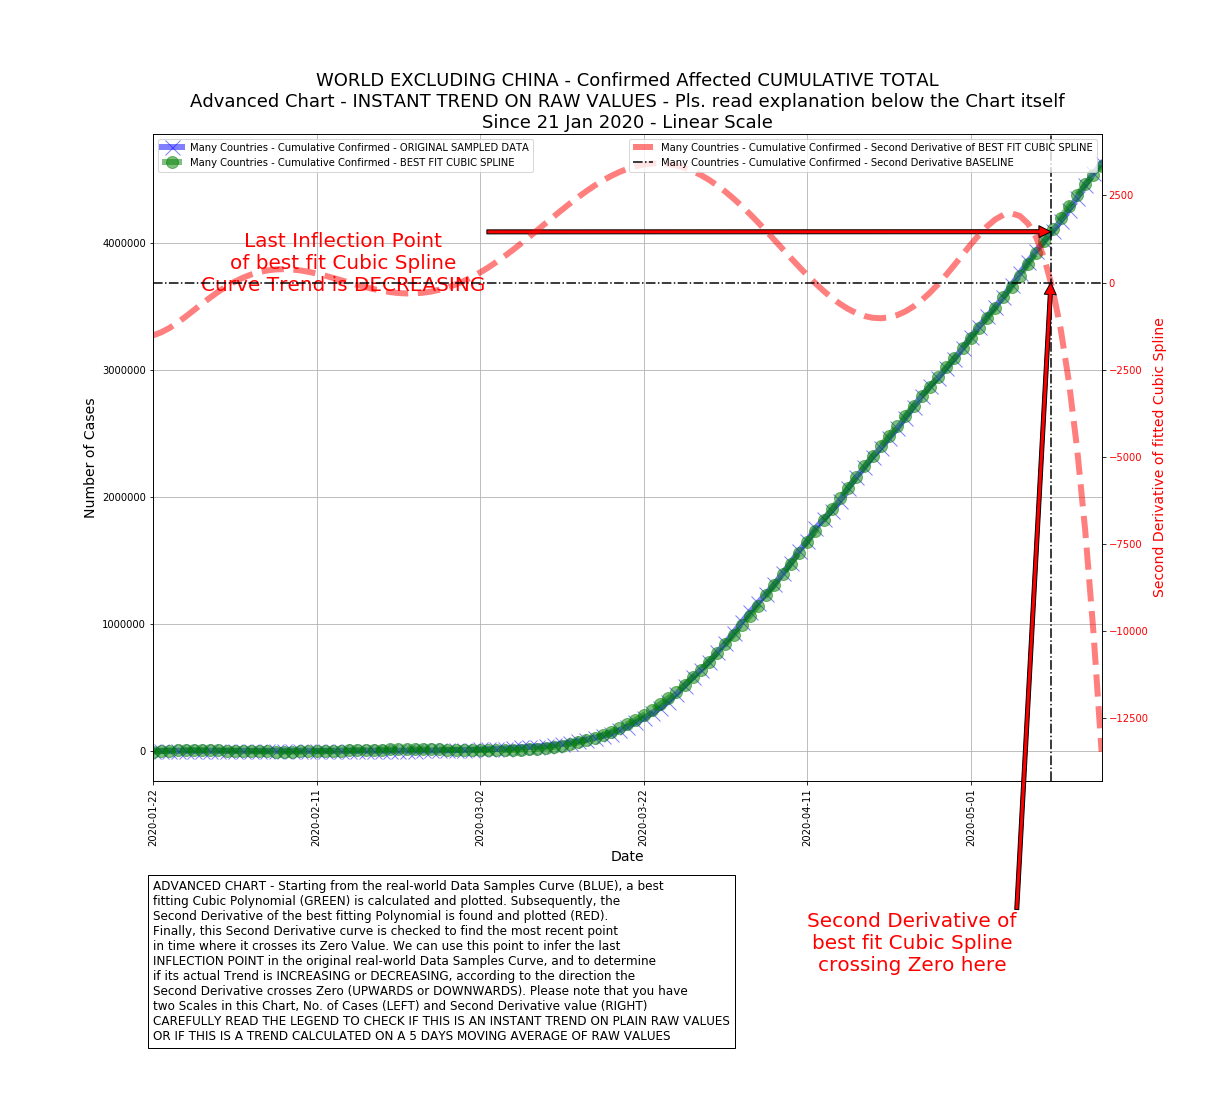 WORLD EXCLUDING CHINA - Confirmed Affected CUMULATIVE TOTAL
Advanced Chart - INSTANT TREND ON RAW VALUES - Pls. read explanation below the Chart itself
Since 21 Jan 2020 - Linear Scale
Many Countries - Cumulative Confirmed - ORIGINAL SAMPLED DATA
Many Countries - Cumulative Confirmed - BEST FIT CUBIC SPLINE
Many Countries - Cumulative Confirmed - Second Derivative of BEST FIT CUBIC SPLINE
Many Countries - Cumulative Confirmed - Second Derivative BASELINE
Last Inflection Point
of best fit Cubic Spline
Curve Trend is DECREASING
Number of Cases
4000000
3000000
2000000
1000000
0
2500
0
−2500
−5000
−7500
−10000
−12500
Second Derivative of fitted Cubic Spline
2020-01-22
2020-02-11
2020-03-02
2020-03-22
2020-04-11
2020-05-01
Date
Second Derivative of
best fit Cubic Spline
crossing Zero here
ADVANCED CHART - Starting from the real-world Data Samples Curve (BLUE), a best
fitting Cubic Polynomial (GREEN) is calculated and plotted. Subsequently, the
Second Derivative of the best fitting Polynomial is found and plotted (RED).
Finally, this Second Derivative curve is checked to find the most recent point
in time where it crosses its Zero Value. We can use this point to infer the last
INFLECTION POINT in the original real-world Data Samples Curve, and to determine
if its actual Trend is INCREASING or DECREASING, according to the direction the
Second Derivative crosses Zero (UPWARDS or DOWNWARDS). Please note that you have
two Scales in this Chart, No. of Cases (LEFT) and Second Derivative value (RIGHT)
CAREFULLY READ THE LEGEND TO CHECK IF THIS IS AN INSTANT TREND ON PLAIN RAW VALUES
OR IF THIS IS A TREND CALCULATED ON A 5 DAYS MOVING AVERAGE OF RAW VALUES